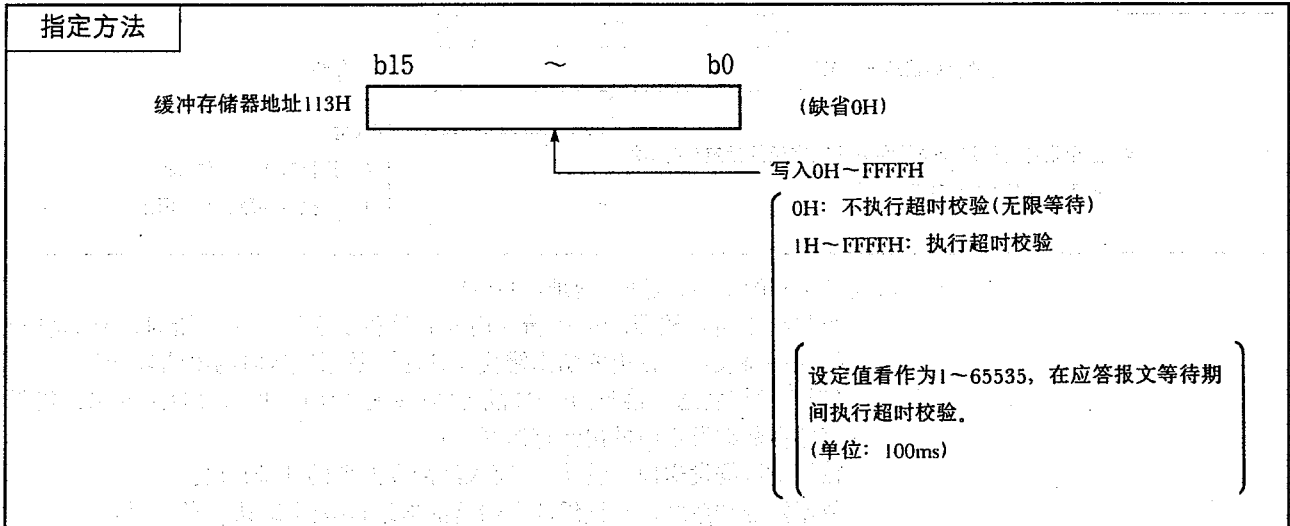 指定方法
b15 ～ b0
缓冲存储器地址113H (缺省0H)
写入0H～FFFFH
0H：不执行超时校验(无限等待)
1H～FFFFH：执行超时校验
设定值看作为1～65535，在应答报文等待期
间执行超时校验。
(单位：100ms)